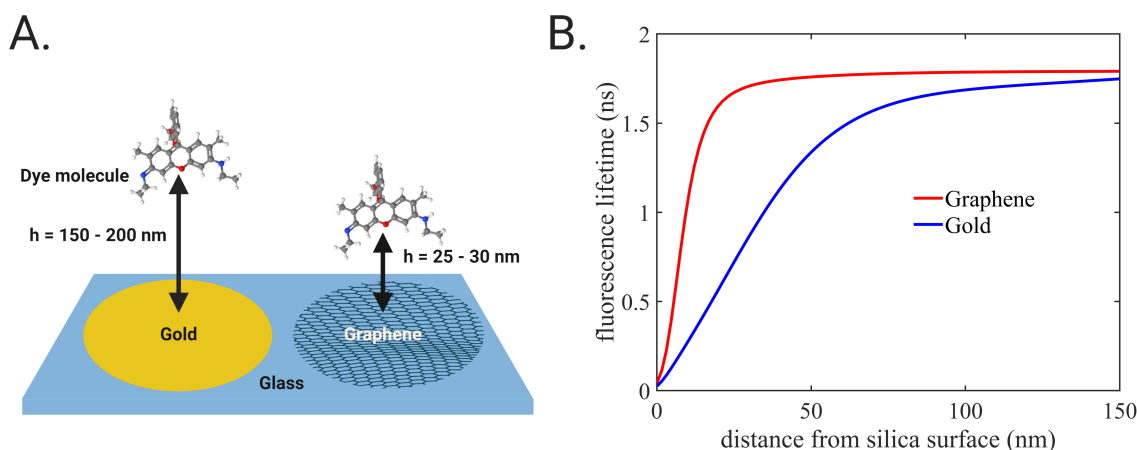 A.
Dye molecule
h = 150 - 200 nm
h = 25 - 30 nm
Gold
Graphene
Glass
B.
fluorescence lifetime (ns)
2
1.5
1
0.5
0
Graphene
Gold
0
50
100
150
distance from silica surface (nm)